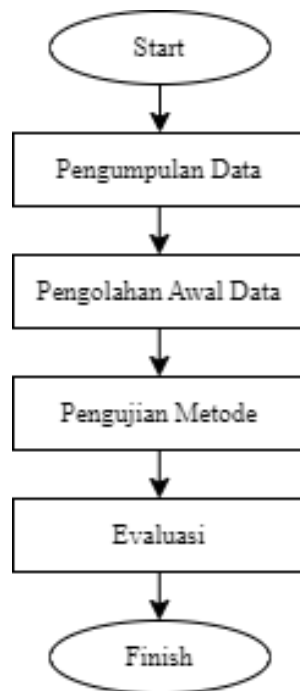 Start
Pengumpulan Data
Pengolahan Awal Data
Pengujian Metode
Evaluasi
Finish